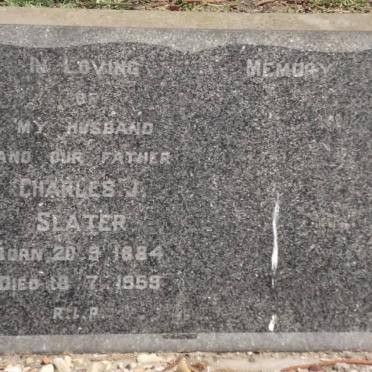 In Loving Memory
of
my husband
and our father
Charles J.
Slater
Born 20 9 1884
Died 18 7 1959
R.I.P.